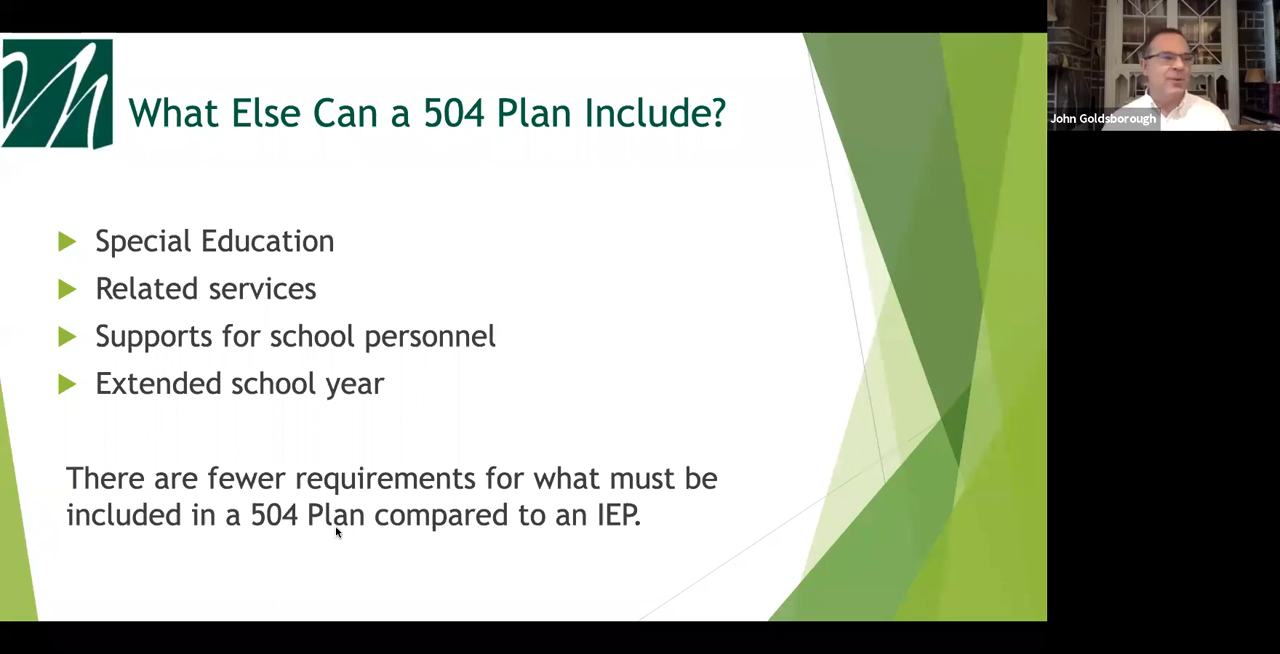 What Else Can a 504 Plan Include?
Special Education
Related services
Supports for school personnel
Extended school year
There are fewer requirements for what must be
included in a 504 Plan compared to an IEP.
John Goldsborough